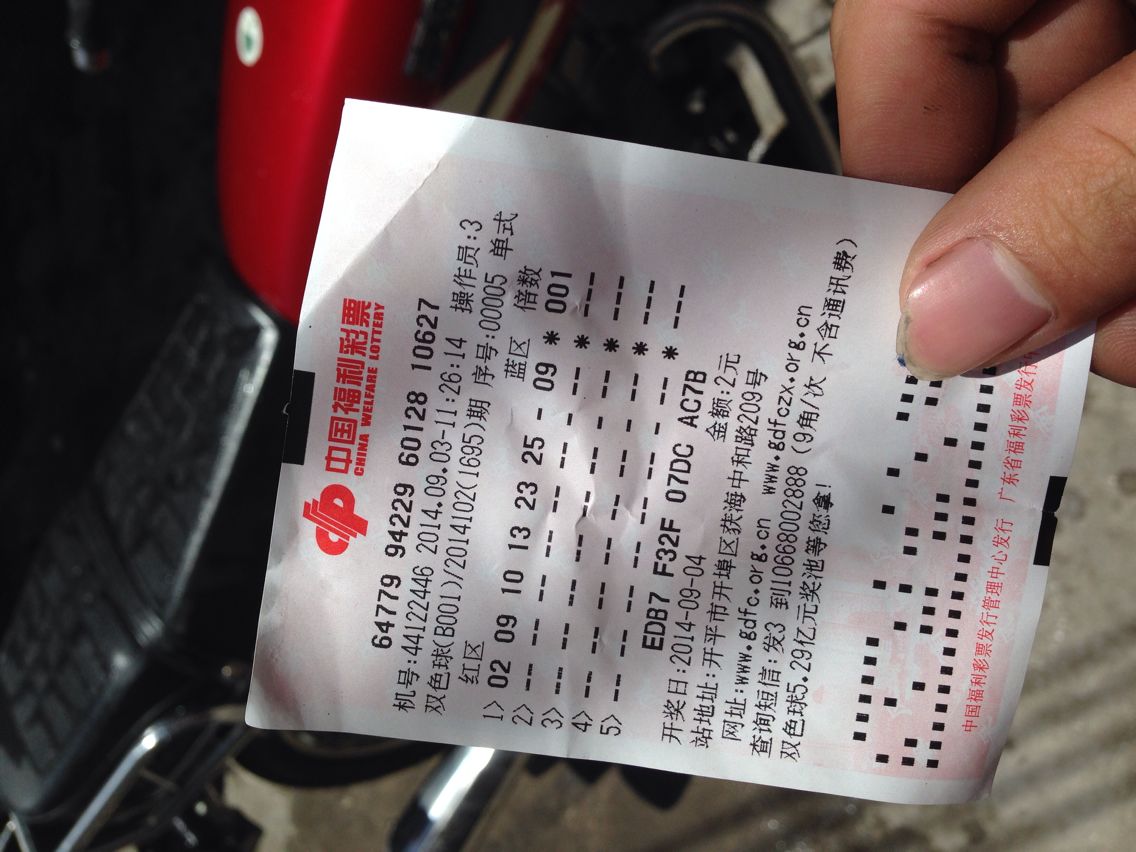 中国福利彩票
CHINA WELFARE LOTTERY
64779 94229 60128 10627
机号:44122446 2014.09.03-11:26:14 操作员:3
双色球(B001)/2014102(1695)期 序号:00005 单式
红区 蓝区 倍数
1> 02 09 10 13 23 25 - 09 * 001
2> -- -- -- -- -- -- - -- * ---
3> -- -- -- -- -- -- - -- * ---
4> -- -- -- -- -- -- - -- * ---
5> -- -- -- -- -- -- - -- * ---
EDB7 F32F 07DC AC7B
开奖日:2014-09-04 金额:2元
站地址:开平市开埠区荻海中和路209号
网址:www.gdfc.org.cn www.gdfczx.org.cn
查询短信:发3 到10668002888 (9角/次 不含通讯费)
双色球5.29亿元奖池等您拿!
中国福利彩票发行管理中心发行 广东省福利彩票发行